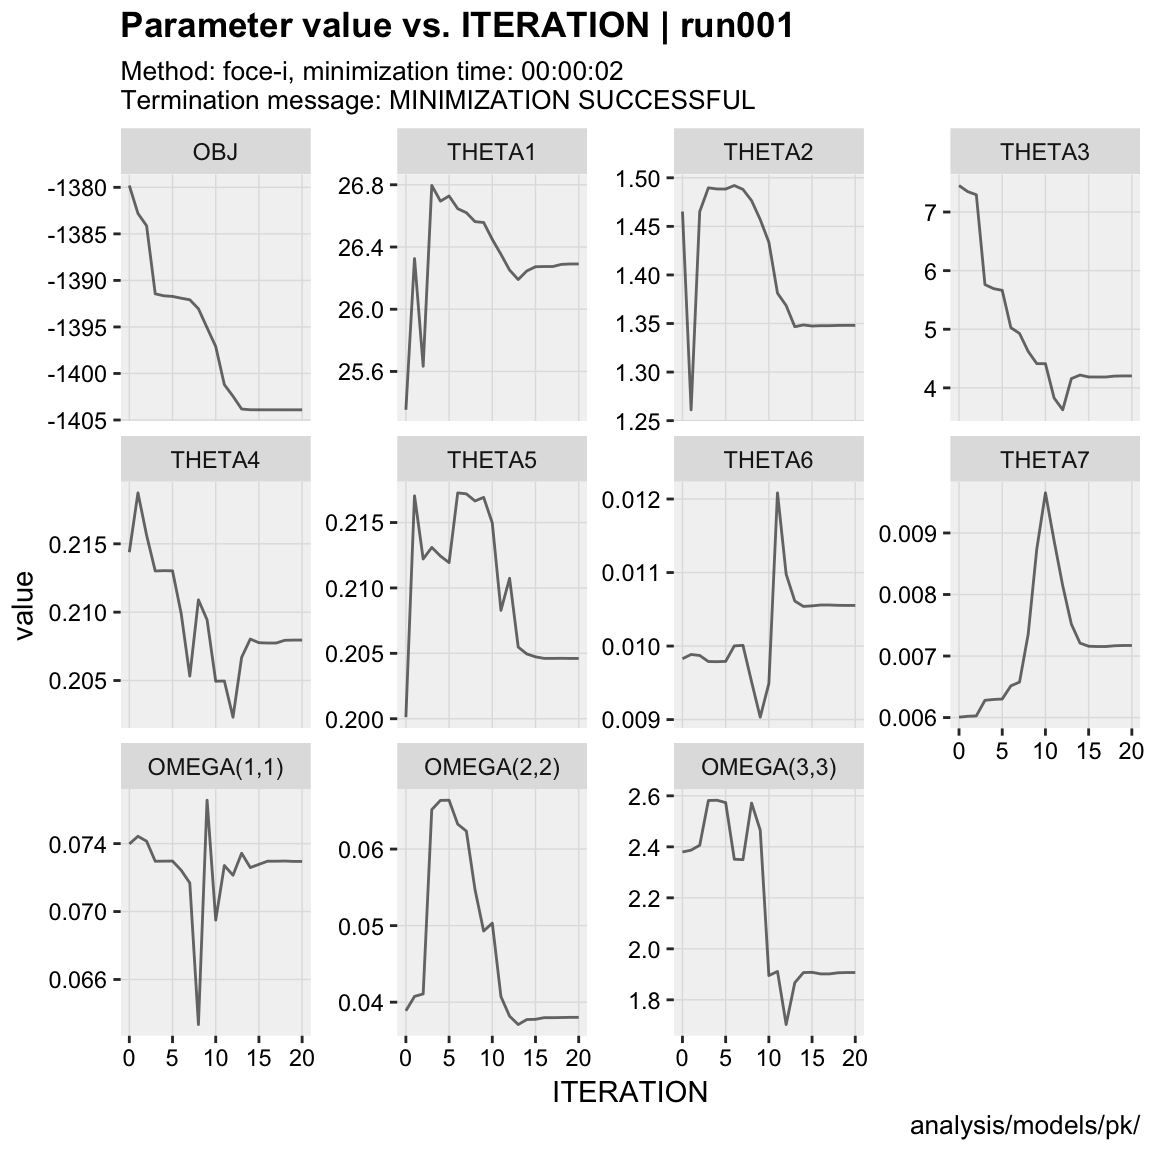 Parameter value vs. ITERATION | run001
Method: foce-i, minimization time: 00:00:02
Termination message: MINIMIZATION SUCCESSFUL
OBJ THETA1 THETA2 THETA3
-1380 26.8 1.50 7
-1385 26.4 1.45 6
-1390 26.0 1.40 5
-1395 25.6 1.35 4
-1400 1.30
-1405 1.25
THETA4 THETA5 THETA6 THETA7
0.215 0.215 0.012 0.009
0.210 0.210 0.011 0.008
0.205 0.205 0.010 0.007
0.200 0.009 0.006
0 5 10 15 20
value
OMEGA(1,1) OMEGA(2,2) OMEGA(3,3)
0.074 0.06 2.6
0.070 0.05 2.4
0.066 0.04 2.2
2.0
1.8
0 5 10 15 20 0 5 10 15 20 0 5 10 15 20
ITERATION
analysis/models/pk/